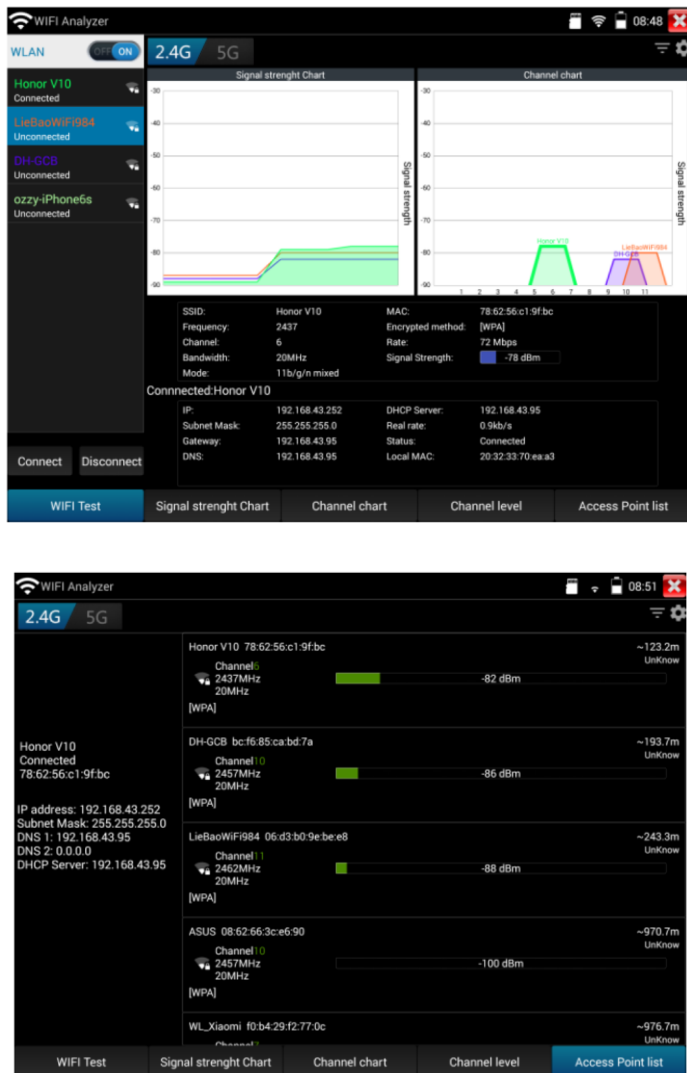 WIFI Analyzer 08:48
WLAN OFF ON 2.4G 5G
Honor V10
Connected
LieBaoWiFi984
Unconnected
DH-GCB
Unconnected
ozzy-iPhone6s
Unconnected
Connect Disconnect
Signal strenght Chart
-30
-40
-50
-60
-70
-80
-90
Signal strength
Channel chart
-30
-40
-50
-60
-70
-80
-90
Honor V10
DH-GCB
LieBaoWiFi984
1 2 3 4 5 6 7 8 9 10 11
Signal strength
SSID: Honor V10 MAC: 78:62:56:c1:9f:bc
Frequency: 2437 Encrypted method: [WPA]
Channel: 6 Rate: 72 Mbps
Bandwidth: 20MHz Signal Strength: -78 dBm
Mode: 11b/g/n mixed
Connnected:Honor V10
IP: 192.168.43.252 DHCP Server: 192.168.43.95
Subnet Mask: 255.255.255.0 Real rate: 0.9kb/s
Gateway: 192.168.43.95 Status: Connected
DNS: 192.168.43.95 Local MAC: 20:32:33:70:ea:a3
WIFI Test Signal strenght Chart Channel chart Channel level Access Point list
WIFI Analyzer 08:51
2.4G 5G
Honor V10
Connected
78:62:56:c1:9f:bc
IP address: 192.168.43.252
Subnet Mask: 255.255.255.0
DNS 1: 192.168.43.95
DNS 2: 0.0.0.0
DHCP Server: 192.168.43.95
Honor V10 78:62:56:c1:9f:bc ~123.2m
UnKnow
Channel6
2437MHz -82 dBm
20MHz
[WPA]
DH-GCB bc:f6:85:ca:bd:7a ~193.7m
UnKnow
Channel10
2457MHz -86 dBm
20MHz
[WPA]
LieBaoWiFi984 06:d3:b0:9e:be:e8 ~243.3m
UnKnow
Channel11
2462MHz -88 dBm
20MHz
[WPA]
ASUS 08:62:66:3c:e6:90 ~970.7m
UnKnow
Channel10
2457MHz -100 dBm
20MHz
[WPA]
WL_Xiaomi f0:b4:29:f2:77:0c ~976.7m
UnKnow
Channel7
WIFI Test Signal strenght Chart Channel chart Channel level Access Point list